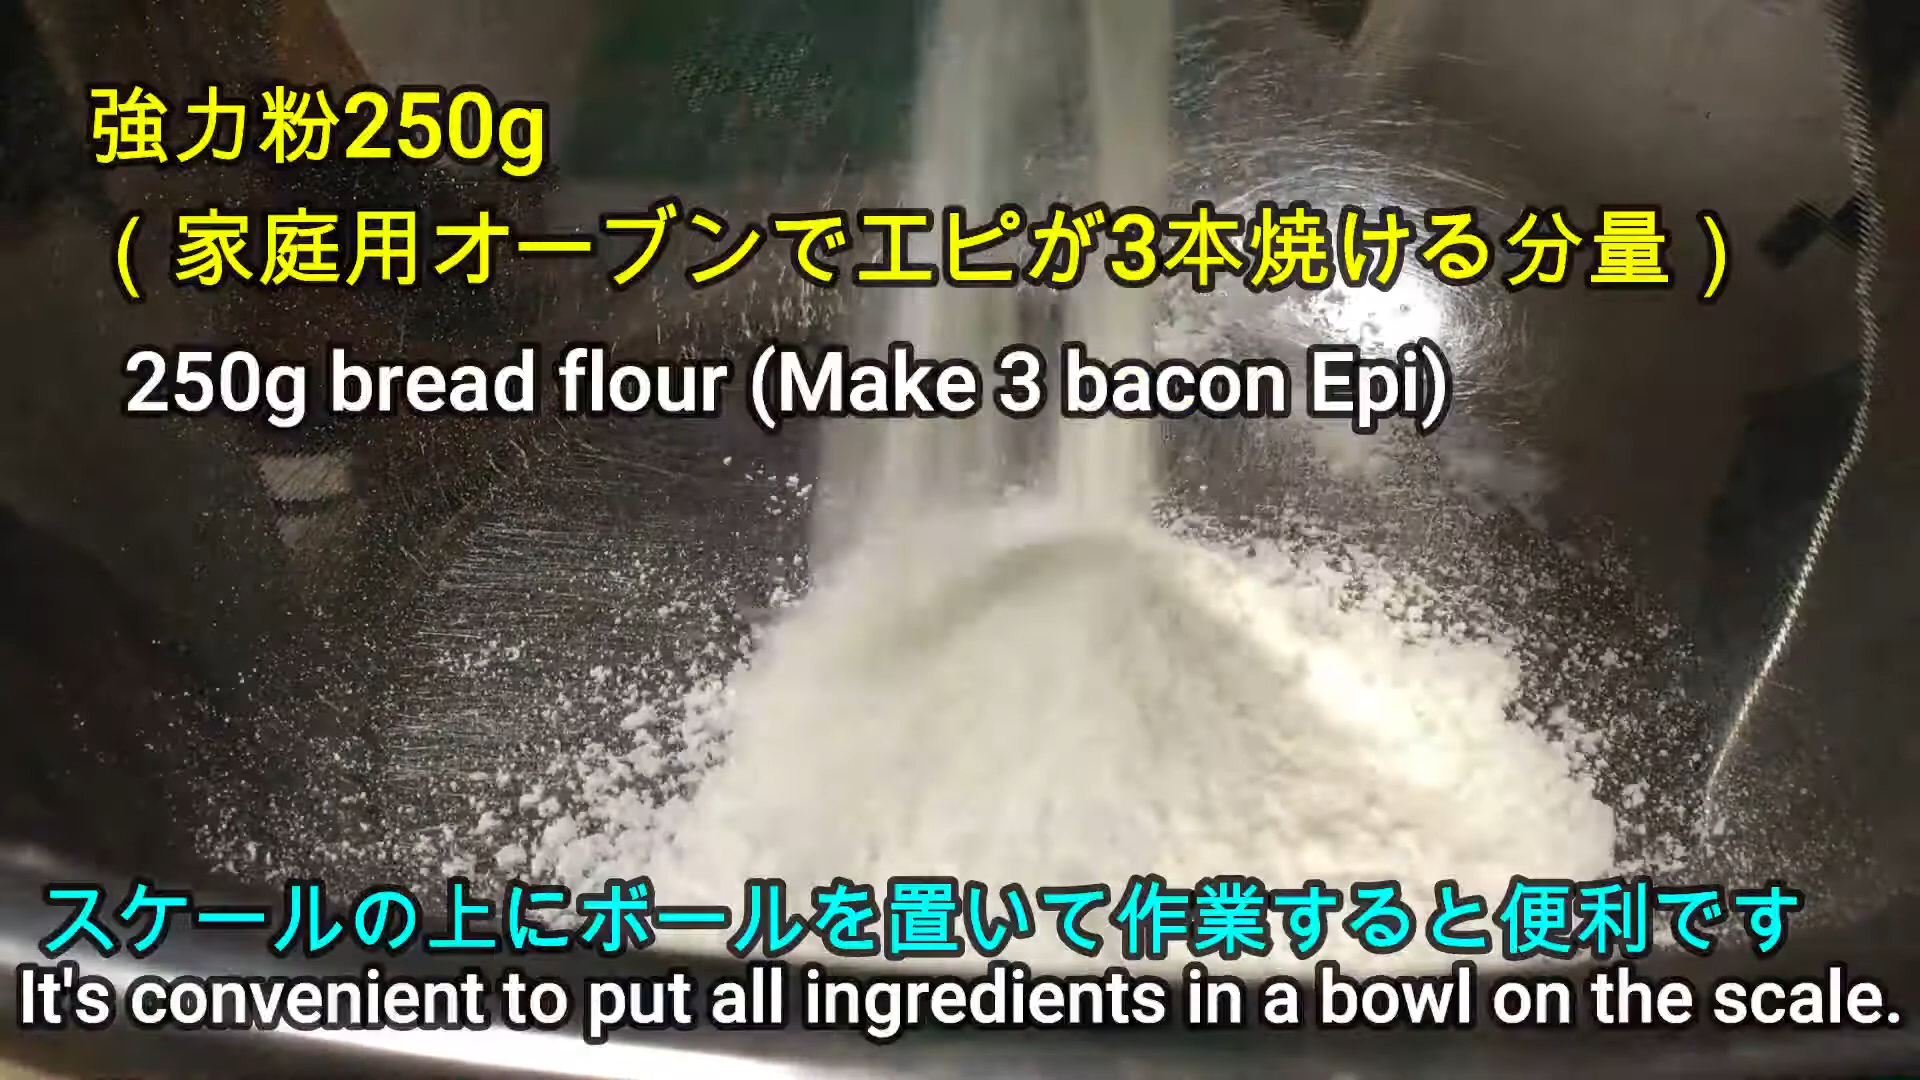 強力粉250g
（家庭用オーブンでエピが3本焼ける分量）
250g bread flour (Make 3 bacon Epi)
スケールの上にボールを置いて作業すると便利です
It's convenient to put all ingredients in a bowl on the scale.